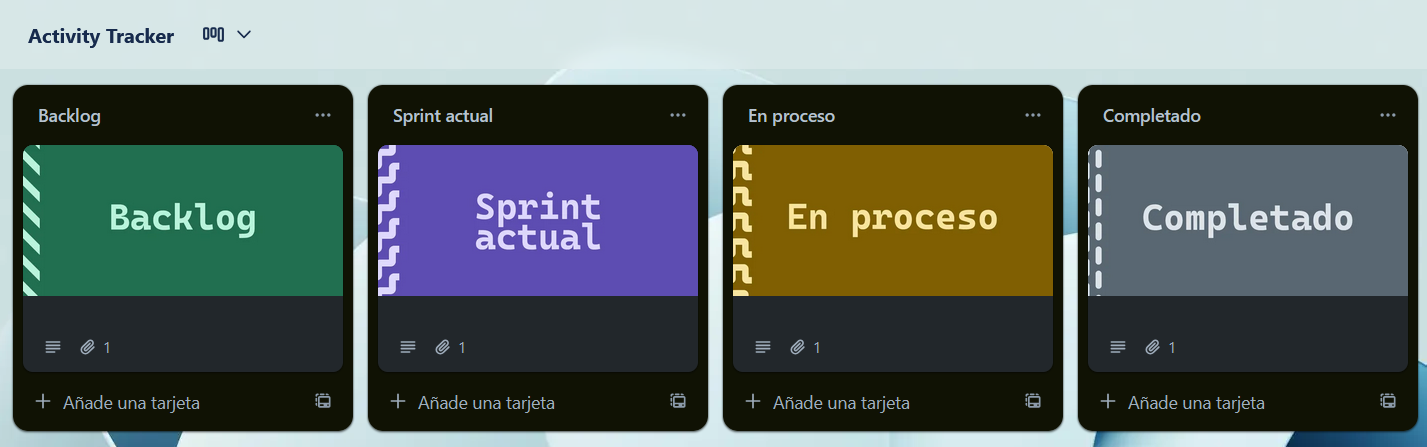 Activity Tracker
Backlog
Backlog
1
Añade una tarjeta
Sprint actual
Sprint
actual
1
Añade una tarjeta
En proceso
En proceso
1
Añade una tarjeta
Completado
Completado
1
Añade una tarjeta